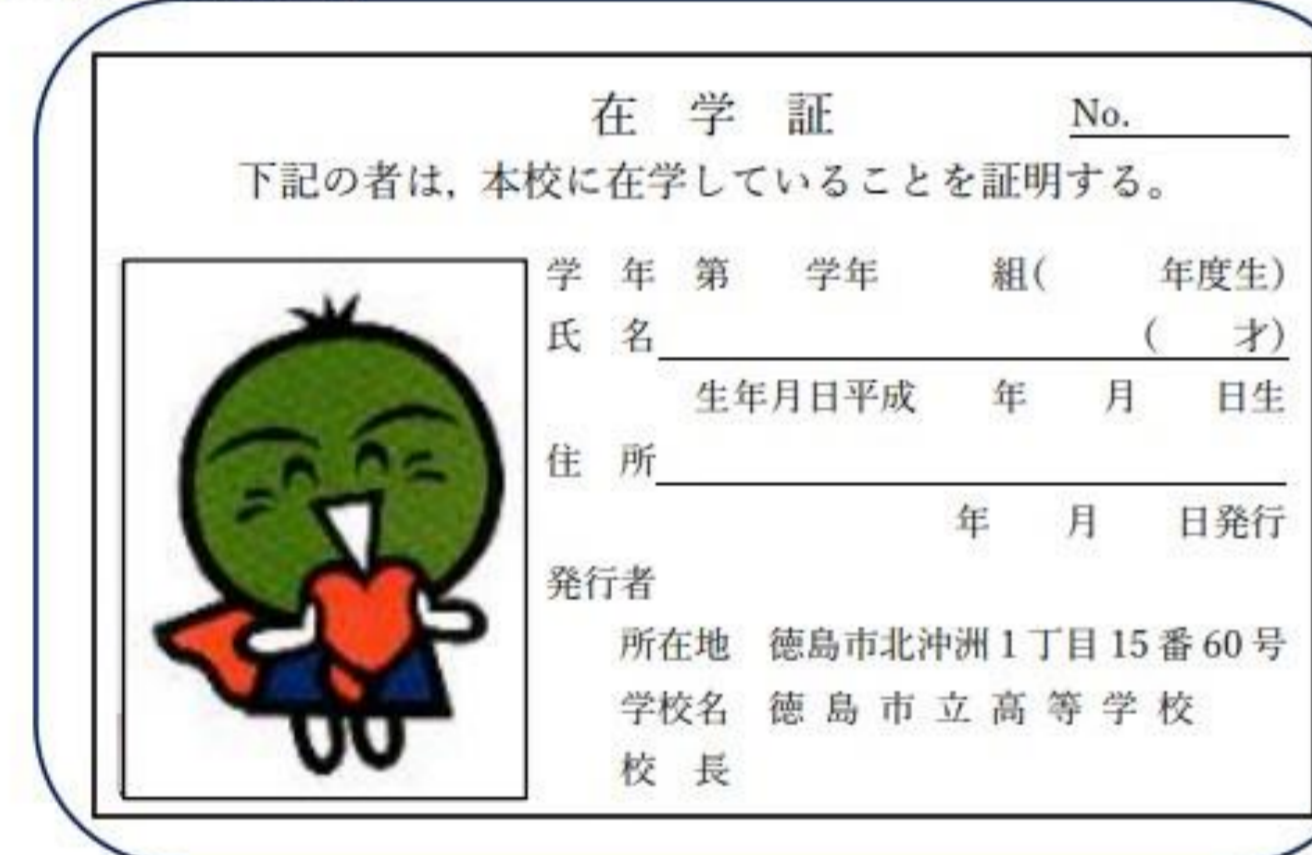 在 学 証 No.
下記の者は, 本校に在学していることを証明する。
学 年 第 学年 組( 年度生)
氏 名 ( 才)
生年月日平成 年 月 日生
住 所
年 月 日発行
発行者
所在地 徳島市北沖洲1丁目15番60号
学校名 徳島市立高等学校
校 長